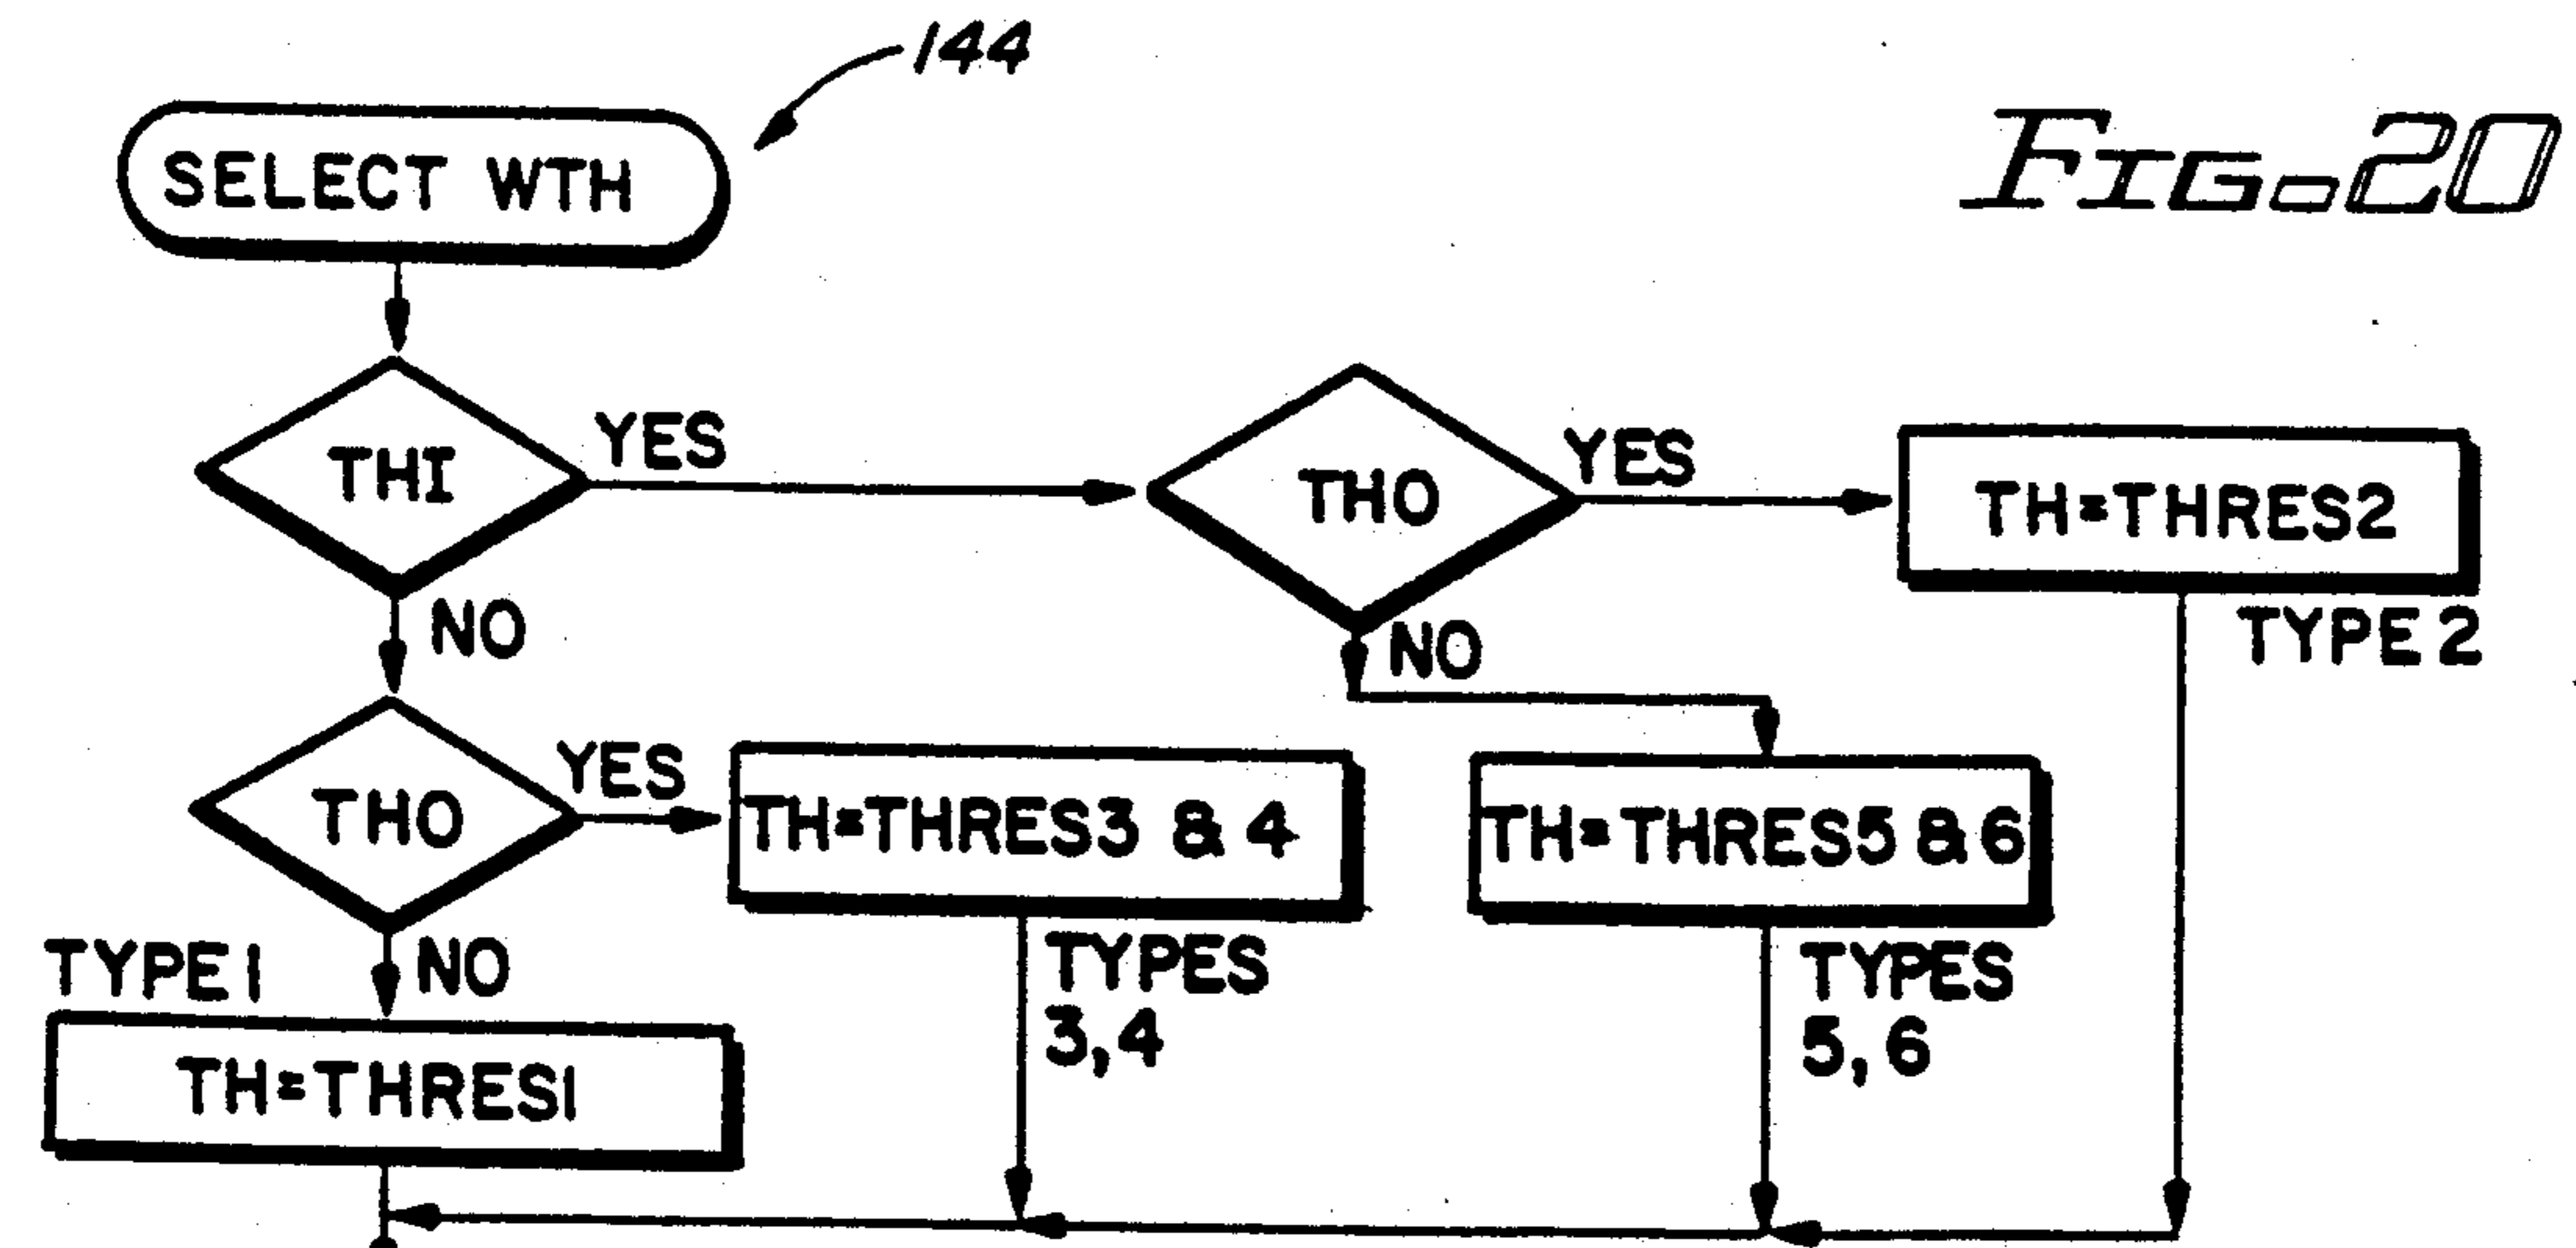 144
FIG. 20
SELECT WTH
THI
YES
THO
YES
TH=THRES2
NO
NO
TYPE 2
THO
YES
TH=THRES3 & 4
TH=THRES5 & 6
TYPE 1
NO
TYPES
3,4
TYPES
5,6
TH=THRES1